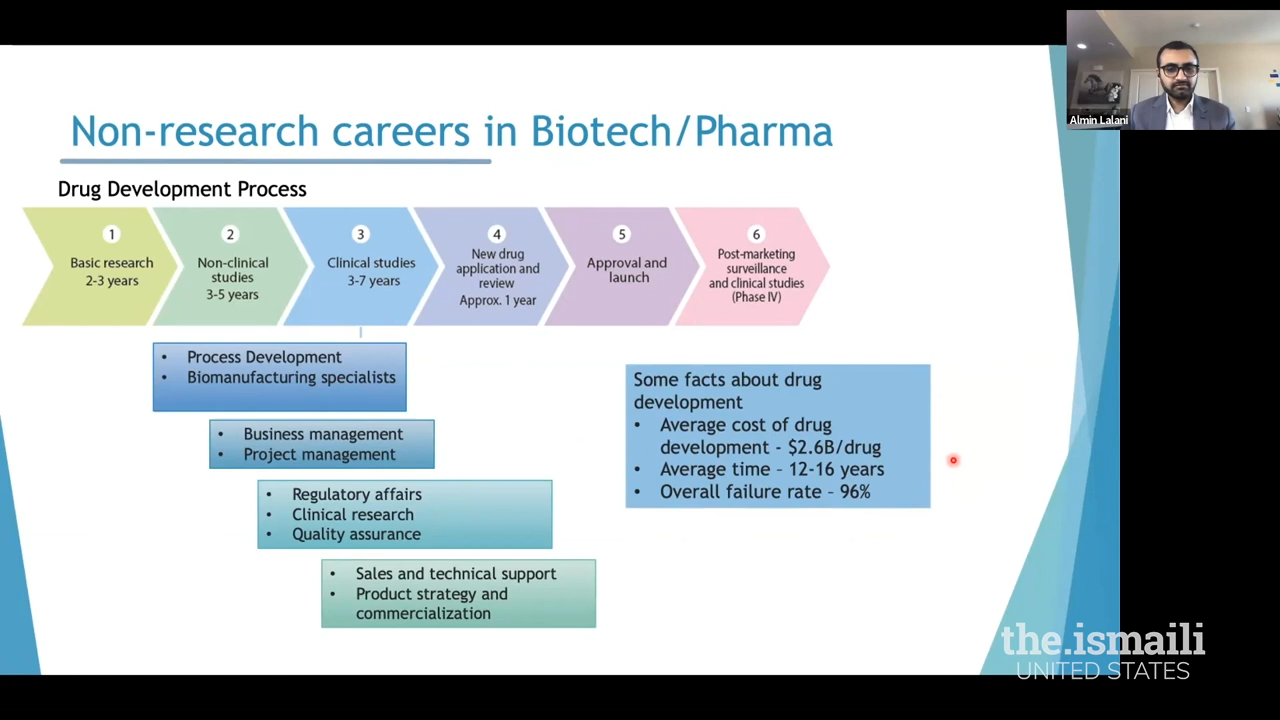 Almin Lalani
Non-research careers in Biotech/Pharma
Drug Development Process
1
Basic research
2-3 years
2
Non-clinical
studies
3-5 years
3
Clinical studies
3-7 years
4
New drug
application and
review
Approx. 1 year
5
Approval and
launch
6
Post-marketing
surveillance
and clinical studies
(Phase IV)
• Process Development
• Biomanufacturing specialists
• Business management
• Project management
• Regulatory affairs
• Clinical research
• Quality assurance
• Sales and technical support
• Product strategy and
commercialization
Some facts about drug
development
• Average cost of drug
development - $2.6B/drug
• Average time – 12-16 years
• Overall failure rate – 96%
the.ismaili
UNITED STATES